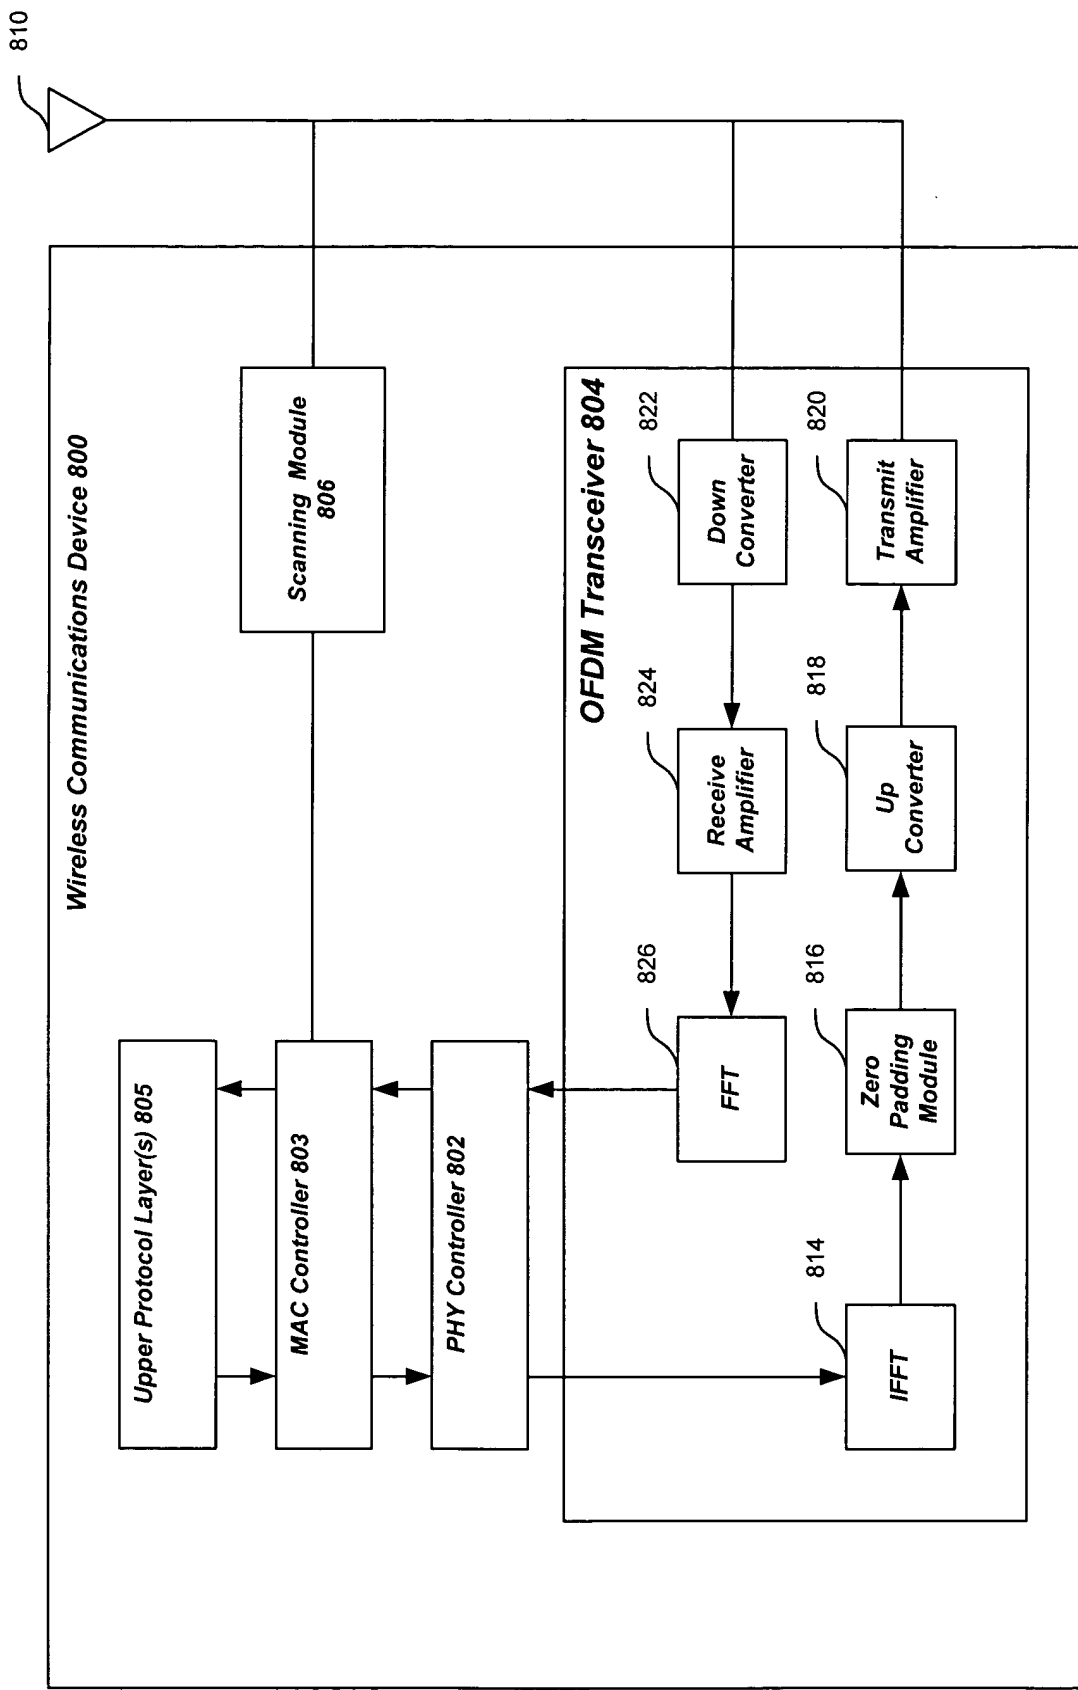 810
Wireless Communications Device 800
Upper Protocol Layer(s) 805
MAC Controller 803
Scanning Module
806
PHY Controller 802
OFDM Transceiver 804
826
824
822
FFT
Receive
Amplifier
Down
Converter
814
816
818
820
IFFT
Zero
Padding
Module
Up
Converter
Transmit
Amplifier